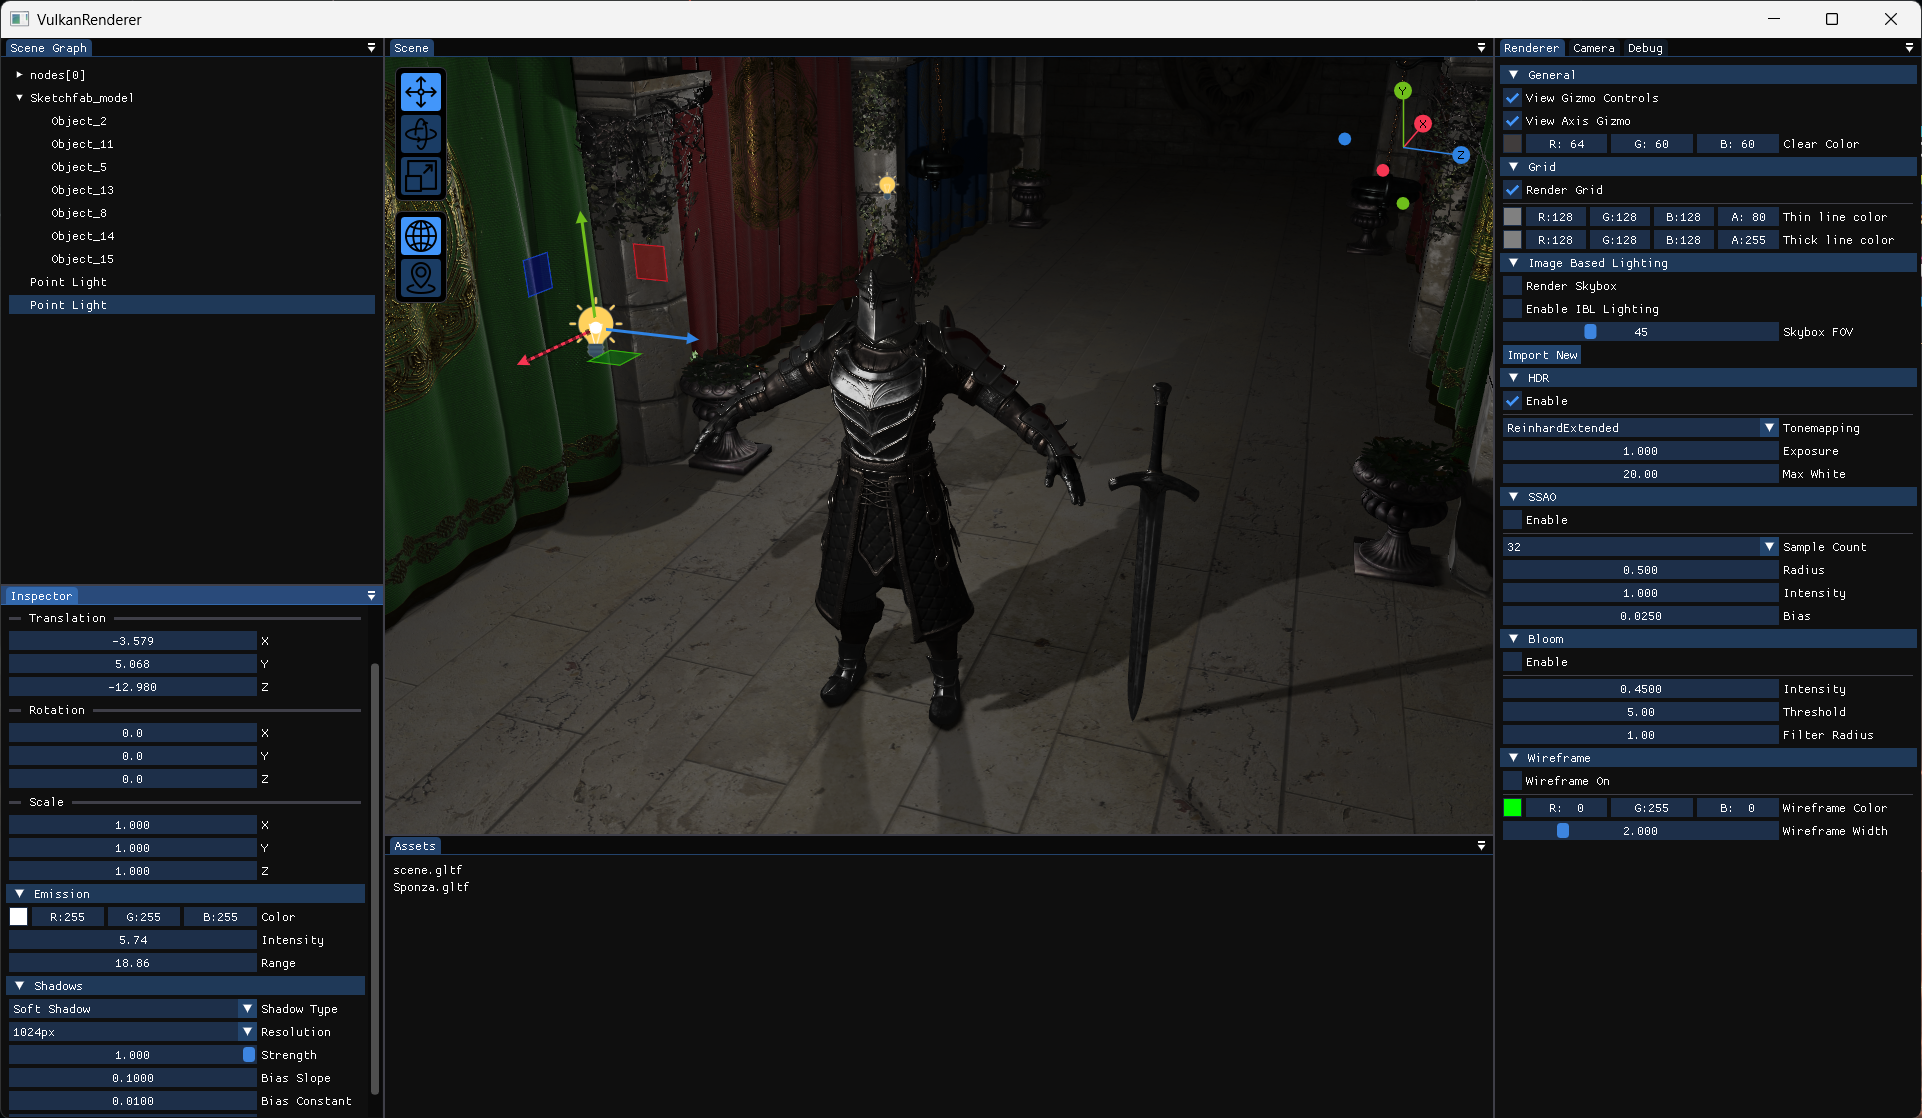 VulkanRenderer
Scene Graph
nodes[0]
Sketchfab_model
Object_2
Object_11
Object_5
Object_13
Object_8
Object_14
Object_15
Point Light
Point Light
Inspector
Translation
-3.579 X
5.068 Y
-12.980 Z
Rotation
0.0 X
0.0 Y
0.0 Z
Scale
1.000 X
1.000 Y
1.000 Z
Emission
R:255 G:255 B:255 Color
5.74 Intensity
18.86 Range
Shadows
Soft Shadow Shadow Type
1024px Resolution
1.000 Strength
0.1000 Bias Slope
0.0100 Bias Constant
Scene
Y
X
Z
Assets
scene.gltf
Sponza.gltf
Renderer Camera Debug
General
View Gizmo Controls
View Axis Gizmo
R: 64 G: 60 B: 60 Clear Color
Grid
Render Grid
R:128 G:128 B:128 A: 80 Thin line color
R:128 G:128 B:128 A:255 Thick line color
Image Based Lighting
Render Skybox
Enable IBL Lighting
45 Skybox FOV
Import New
HDR
Enable
ReinhardExtended Tonemapping
1.000 Exposure
20.00 Max White
SSAO
Enable
32 Sample Count
0.500 Radius
1.000 Intensity
0.0250 Bias
Bloom
Enable
0.4500 Intensity
5.00 Threshold
1.00 Filter Radius
Wireframe
Wireframe On
R: 0 G:255 B: 0 Wireframe Color
2.000 Wireframe Width